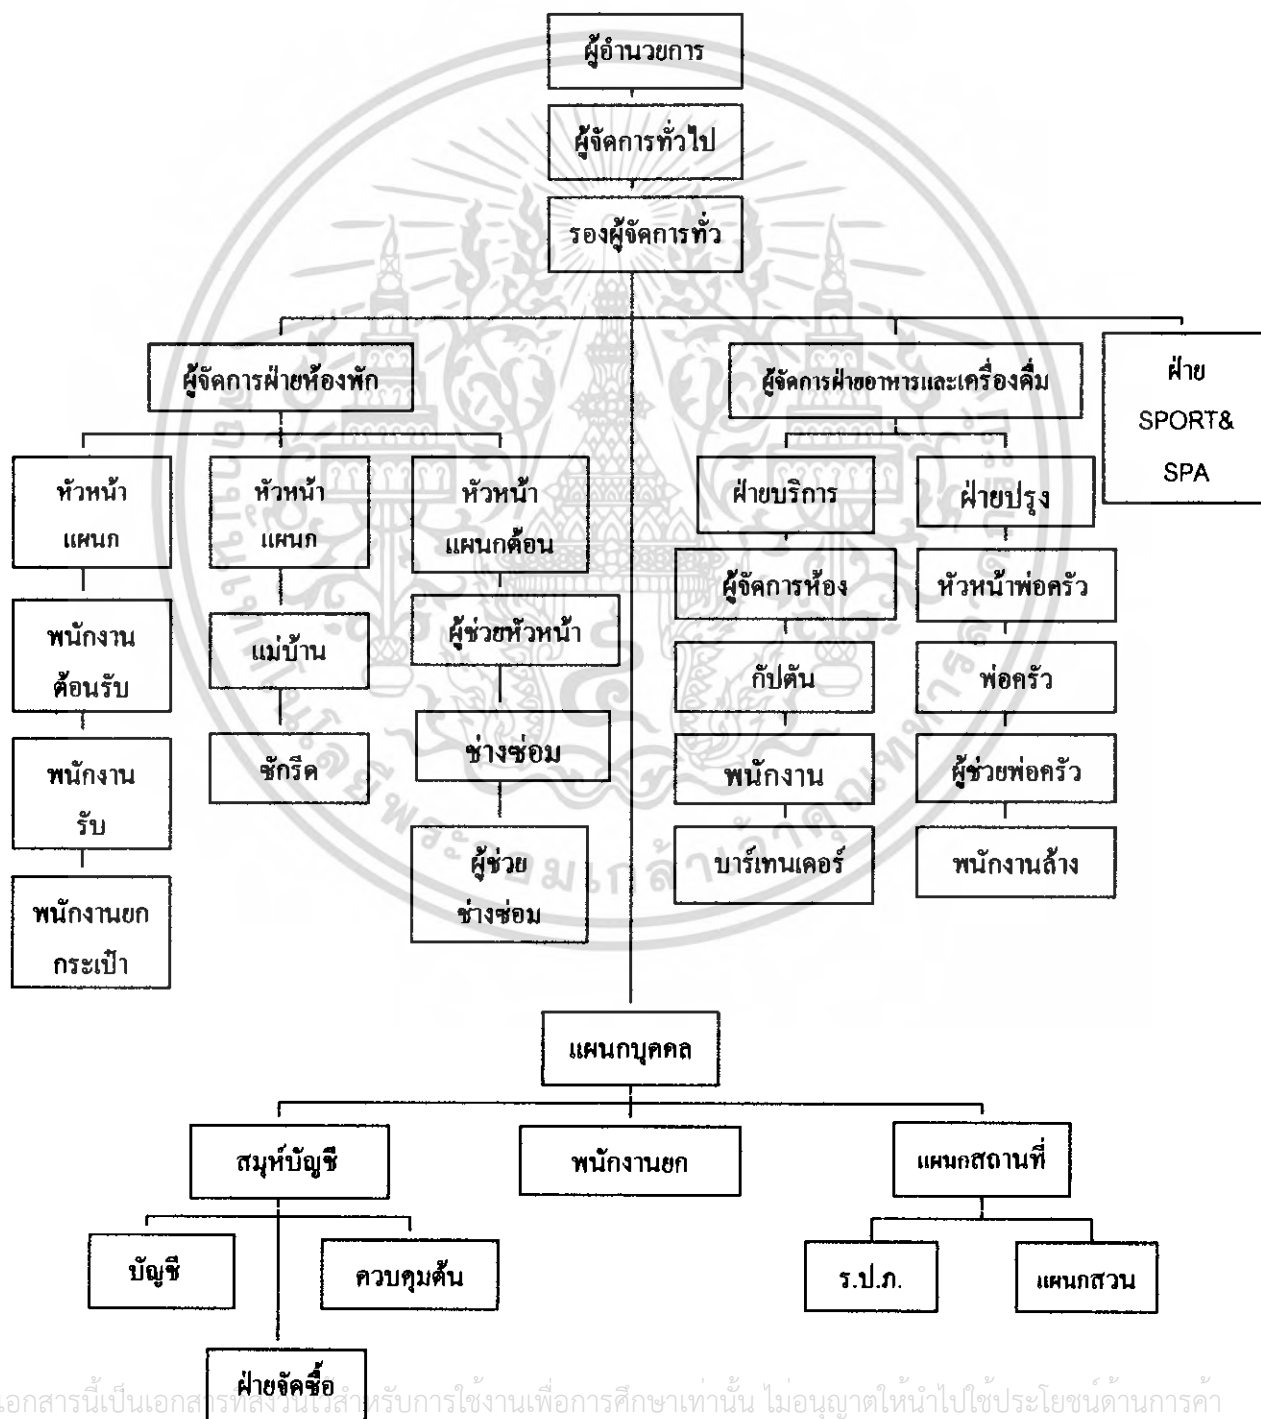 ผู้อำนวยการ
ผู้จัดการทั่วไป
รองผู้จัดการทั่ว
ผู้จัดการฝ่ายห้องพัก
ผู้จัดการฝ่ายอาหารและเครื่องดื่ม
ฝ่าย
SPORT&
SPA
หัวหน้า
แผนก
หัวหน้า
แผนก
หัวหน้า
แผนกต้อน
ฝ่ายบริการ
ฝ่ายปรุง
พนักงาน
ต้อนรับ
แม่บ้าน
ผู้ช่วยหัวหน้า
ผู้จัดการห้อง
หัวหน้าพ่อครัว
กัปตัน
พ่อครัว
พนักงาน
รับ
ซักรีด
ช่างซ่อม
พนักงาน
ผู้ช่วยพ่อครัว
พนักงานยก
กระเป๋า
ผู้ช่วย
ช่างซ่อม
บาร์เทนเดอร์
พนักงานล้าง
แผนกบุคคล
สมุห์บัญชี
พนักงานยก
แผนกสถานที่
บัญชี
ควบคุมต้น
ร.ป.ภ.
แผนกสวน
ฝ่ายจัดซื้อ
เอกสารนี้เป็นเอกสารที่สงวนไว้สำหรับการใช้งานเพื่อการศึกษาเท่านั้น ไม่อนุญาตให้นำไปใช้ประโยชน์ด้านการค้า